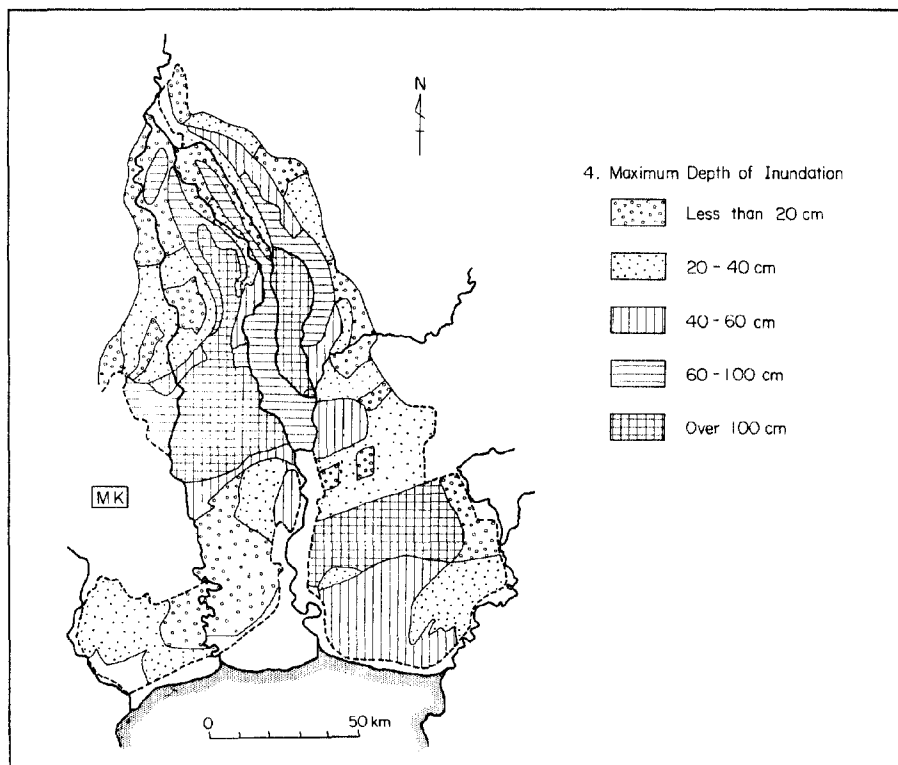 N
4. Maximum Depth of Inundation
Less than 20 cm
20 - 40 cm
40 - 60 cm
60 - 100 cm
Over 100 cm
MK
0 50 km